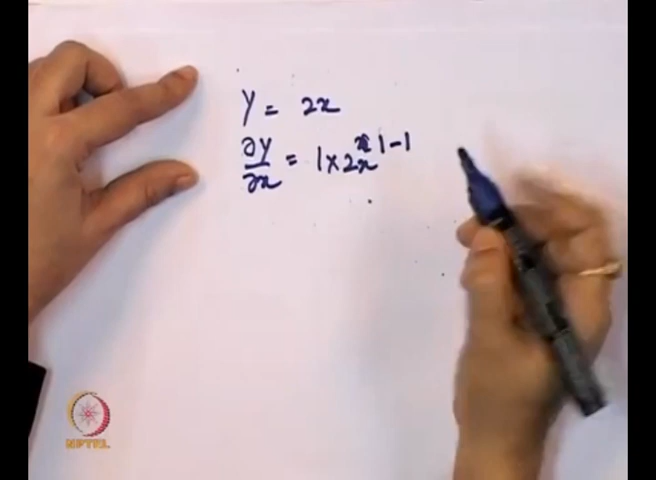 y = 2x
∂y/∂x = 1 × 2x^1-1
NPTEL